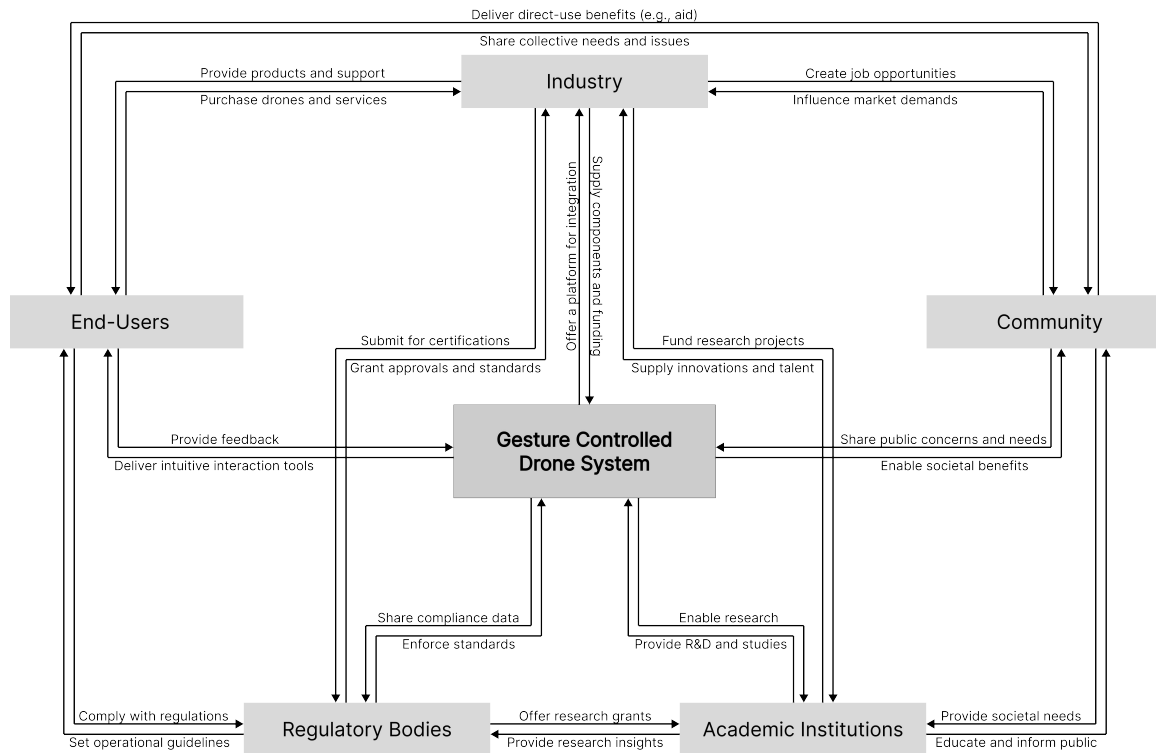 Deliver direct-use benefits (e.g., aid)
Share collective needs and issues
Provide products and support
Industry
Create job opportunities
Purchase drones and services
Influence market demands
Offer a platform for integration
Supply components and funding
End-Users
Community
Submit for certifications
Fund research projects
Grant approvals and standards
Supply innovations and talent
Provide feedback
Gesture Controlled
Drone System
Share public concerns and needs
Deliver intuitive interaction tools
Enable societal benefits
Share compliance data
Enable research
Enforce standards
Provide R&D and studies
Comply with regulations
Regulatory Bodies
Offer research grants
Academic Institutions
Provide societal needs
Set operational guidelines
Provide research insights
Educate and inform public